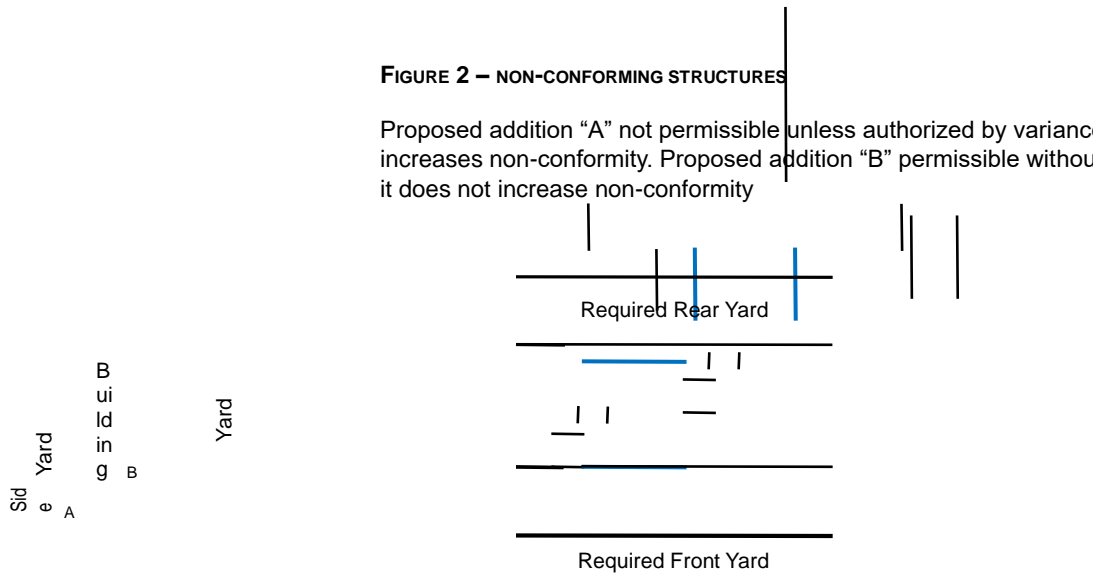 FIGURE 2 – NON-CONFORMING STRUCTURES
Proposed addition “A” not permissible unless authorized by variance
increases non-conformity. Proposed addition “B” permissible withou
it does not increase non-conformity
Required Rear Yard
B
ui
ld
in
g
B
Yard
Yard
Sid
e
A
Required Front Yard